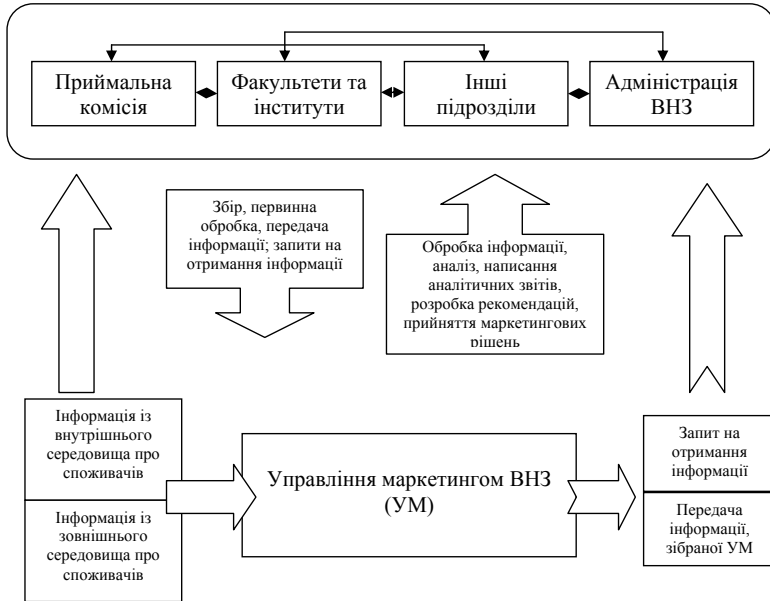 Приймальна
комісія
Факультети та
інститути
Інші
підрозділи
Адміністрація
ВНЗ
Збір, первинна
обробка, передача
інформації; запити на
отримання інформації
Обробка інформації,
аналіз, написання
аналітичних звітів,
розробка рекомендацій,
прийняття маркетингових
рішень
Інформація із
внутрішнього
середовища про
споживачів
Інформація із
зовнішнього
середовища про
споживачів
Управління маркетингом ВНЗ
(УМ)
Запит на
отримання
інформації
Передача
інформації,
зібраної УМ